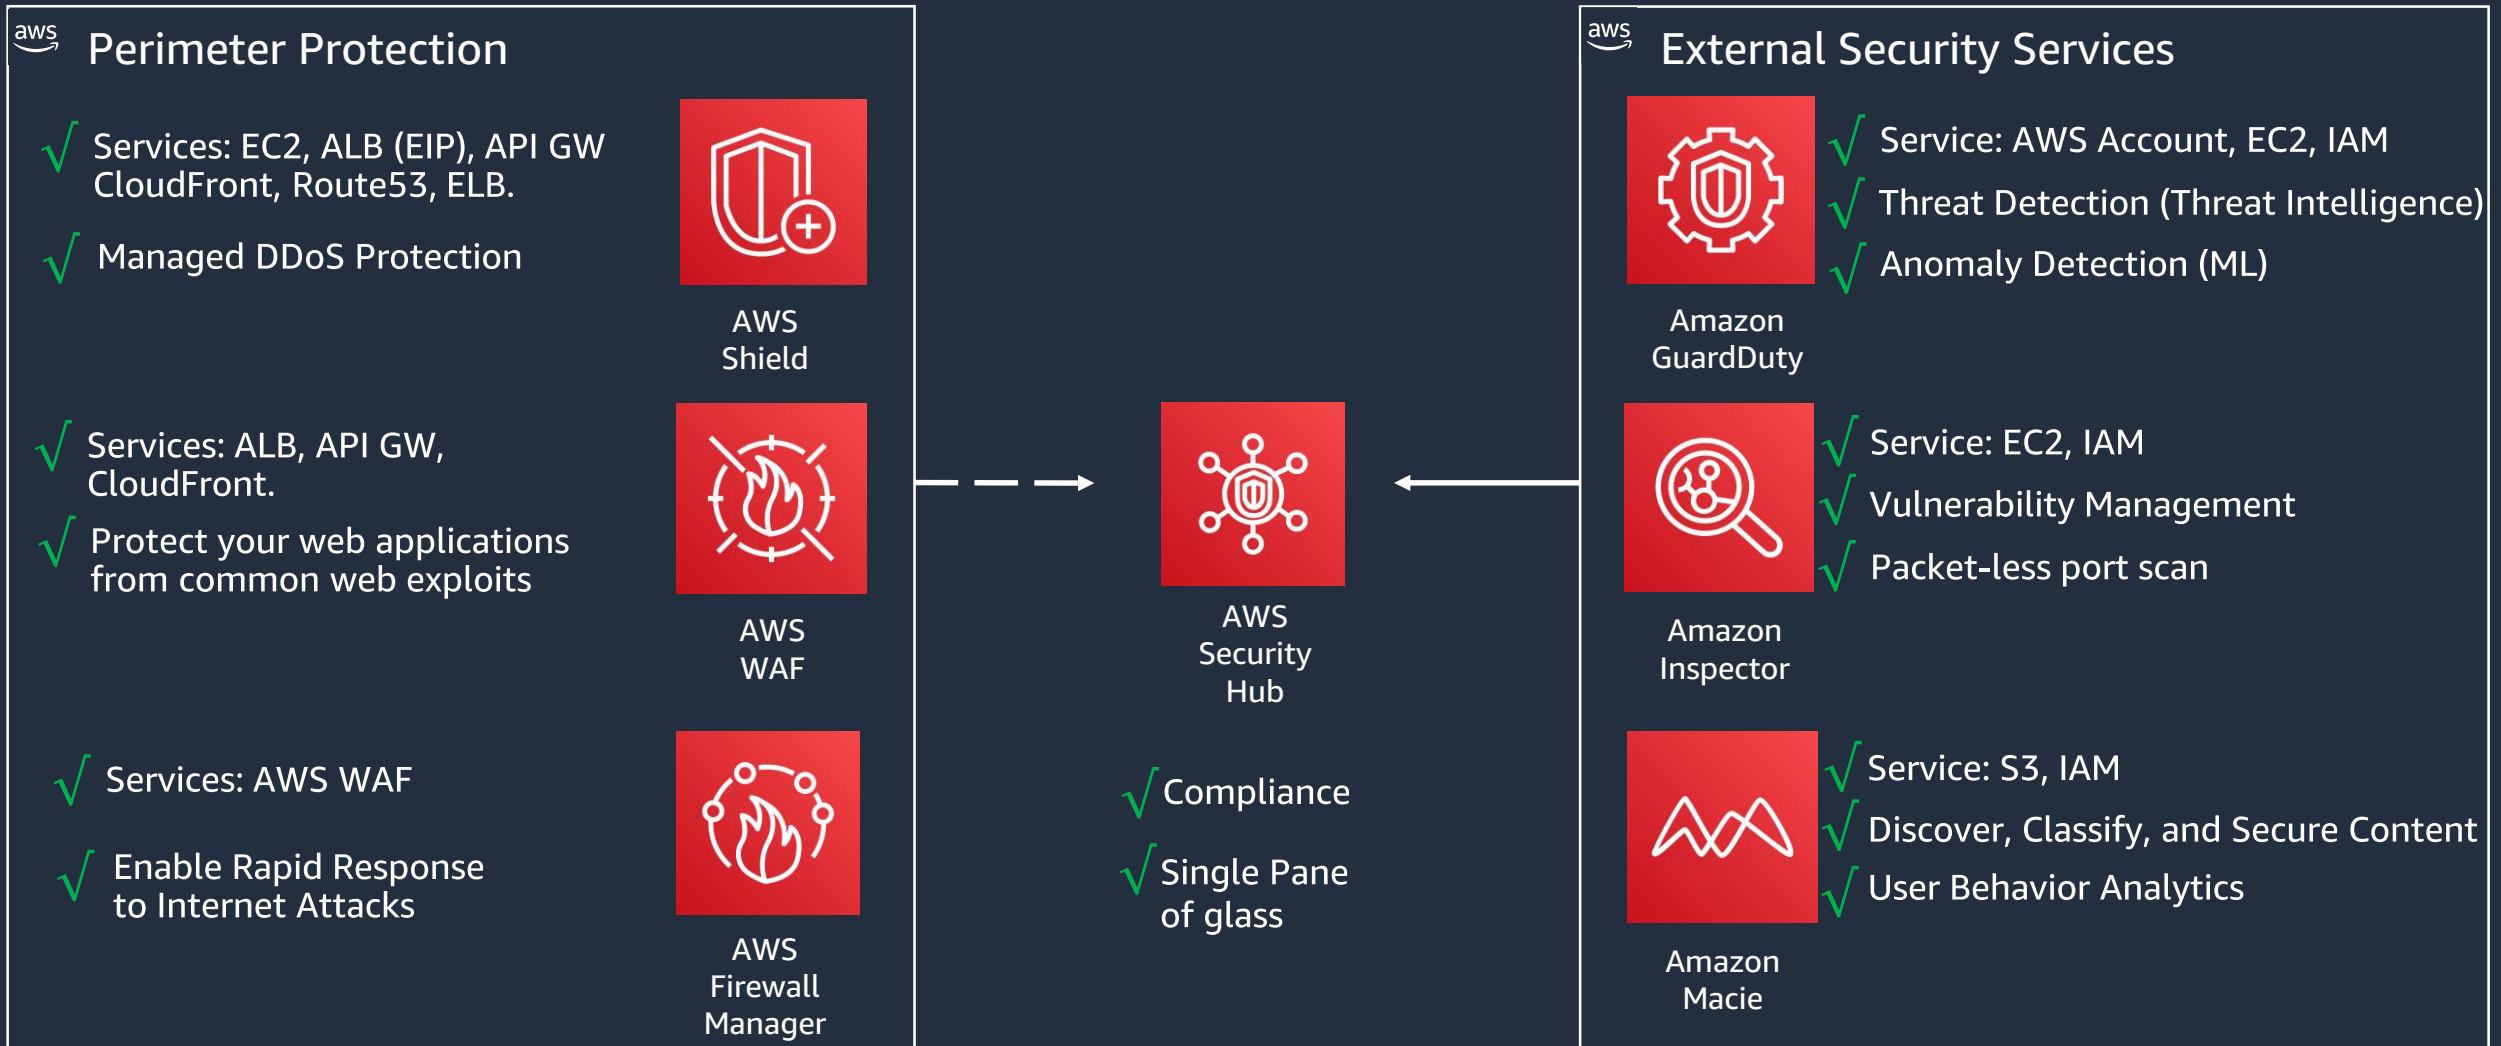 aws
Perimeter Protection
Services: EC2, ALB (EIP), API GW
CloudFront, Route53, ELB.
Managed DDoS Protection
AWS
Shield
Services: ALB, API GW,
CloudFront.
Protect your web applications
from common web exploits
AWS
WAF
Services: AWS WAF
Enable Rapid Response
to Internet Attacks
AWS
Firewall
Manager
AWS
Security
Hub
Compliance
Single Pane
of glass
aws
External Security Services
Service: AWS Account, EC2, IAM
Threat Detection (Threat Intelligence)
Anomaly Detection (ML)
Amazon
GuardDuty
Service: EC2, IAM
Vulnerability Management
Packet-less port scan
Amazon
Inspector
Service: S3, IAM
Discover, Classify, and Secure Content
User Behavior Analytics
Amazon
Macie